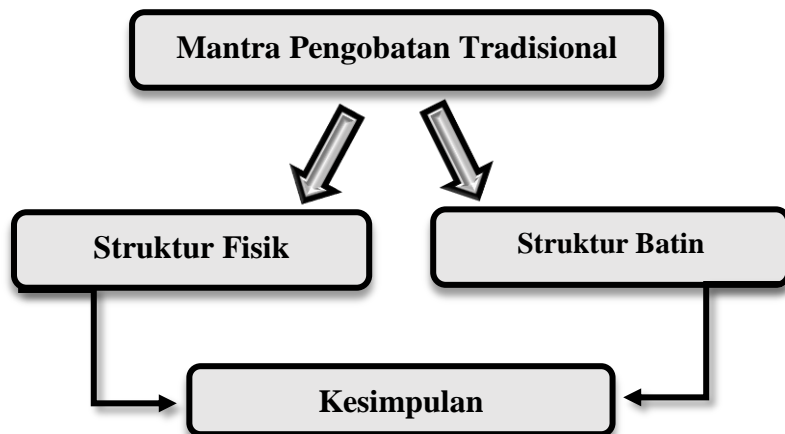 Mantra Pengobatan Tradisional
Struktur Fisik
Struktur Batin
Kesimpulan